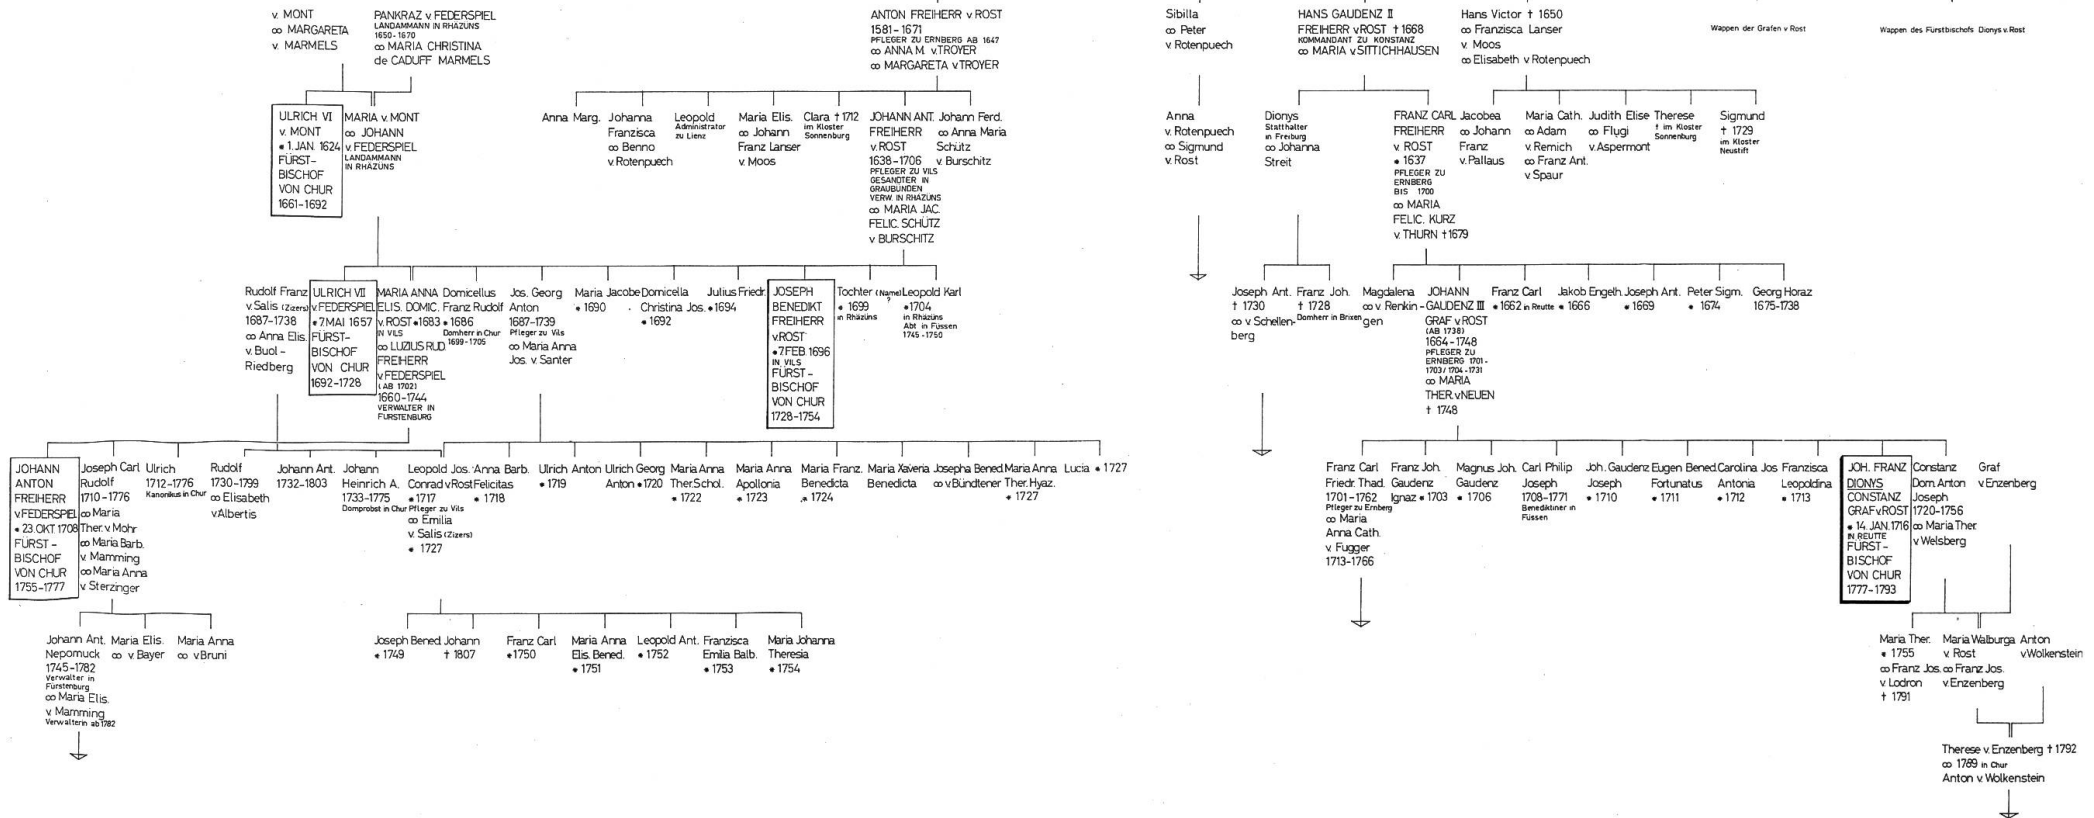 v. MONT
∞ MARGARETA
v. MARMELS
PANKRAZ v. FEDERSPIEL
LANDAMMANN IN RHÄZÜNS
1650-1670
∞ MARIA CHRISTINA
de CADUFF MARMELS
ANTON FREIHERR v. ROST
1581-1671
PFLEGER ZU ERNBERG AB 1647
∞ ANNA M. v. TROYER
∞ MARGARETA v. TROYER
Sibilla
∞ Peter
v. Rotenpuech
HANS GAUDENZ II
FREIHERR v. ROST † 1668
KOMMANDANT ZU KONSTANZ
∞ MARIA v. SITTICHHAUSEN
Hans Victor † 1650
∞ Franzisca Lanser
v. Moos
∞ Elisabeth v. Rotenpuech
Wappen der Grafen v. Rost
Wappen des Fürstbischofs Dionys v. Rost
ULRICH VI
v. MONT
* 1. JAN. 1624
FÜRST-
BISCHOF
VON CHUR
1661-1692
MARIA v. MONT
∞ JOHANN
v. FEDERSPIEL
LANDAMMANN
IN RHÄZÜNS
Anna Marg.
Johanna
Franzisca
∞ Benno
v. Rotenpuech
Leopold
Administrator
zu Lienz
Maria Elis.
∞ Johann
Franz Lanser
v. Moos
Clara † 1712
im Kloster
Sonnenburg
JOHANN ANT.
FREIHERR
v. ROST
1638-1706
PFLEGER ZU VILS
GESANDTER IN
GRAUBÜNDEN
VERW. IN RHÄZÜNS
∞ MARIA JAC.
FELIC. SCHÜTZ
v. BURSCHITZ
Johann Ferd.
∞ Anna Maria
Schütz
v. Burschitz
Anna
v. Rotenpuech
∞ Sigmund
v. Rost
Dionys
Statthalter
in Freiburg
∞ Johanna
Streit
FRANZ CARL
FREIHERR
v. ROST
* 1637
PFLEGER ZU
ERNBERG
BIS 1700
∞ MARIA
FELIC. KURZ
v. THURN † 1679
Jacobea
∞ Johann
Franz
v. Pallaus
Maria Cath.
∞ Adam
v. Remich
∞ Franz Ant.
v. Spaur
Judith Elise
∞ Flugi
v. Aspermont
Therese
† im Kloster
Sonnenburg
Sigmund
† 1729
im Kloster
Neustift
Rudolf Franz
v. Salis (Zizers)
1687-1738
∞ Anna Elis.
v. Buol -
Riedberg
ULRICH VII
v. FEDERSPIEL
* 7. MAI 1657
FÜRST-
BISCHOF
VON CHUR
1692-1728
MARIA ANNA
ELIS. DOMIC.
v. ROST * 1683
IN VILS
∞ LUZIUS RUD.
FREIHERR
v. FEDERSPIEL
(AB 1702)
1660-1744
VERWALTER IN
FÜRSTENBURG
Domicellus
Franz Rudolf
* 1686
Domherr in Chur
1699-1705
Jos. Georg
Anton
1687-1739
Pfleger zu Vils
∞ Maria Anna
Jos. v. Santer
Maria Jacobe
* 1690
Domicella
Christina Jos.
* 1692
Julius Friedr.
* 1694
JOSEPH
BENEDIKT
FREIHERR
v. ROST
* 7. FEB. 1696
IN VILS
FÜRST-
BISCHOF
VON CHUR
1728-1754
Tochter (Name)
?
* 1699
in Rhäzüns
Leopold Karl
* 1704
in Rhäzüns
Abt in Füssen
1745-1750
Joseph Ant.
† 1730
∞ v. Schellen-
berg
Franz Joh.
† 1728
Domherr in Brixen
Magdalena
∞ v. Renkin-
gen
JOHANN
GAUDENZ III
GRAF v. ROST
(AB 1738)
1664-1748
PFLEGER ZU
ERNBERG 1701-
1703 / 1704-1731
∞ MARIA
THER. v. NEUEN
† 1748
Franz Carl
* 1662 in Reutte
Jakob Engelh.
* 1666
Joseph Ant.
* 1669
Peter Sigm.
* 1674
Georg Horaz
1675-1738
JOHANN
ANTON
FREIHERR
v. FEDERSPIEL
* 23. OKT 1708
FÜRST-
BISCHOF
VON CHUR
1755-1777
Joseph Carl
Rudolf
1710-1776
∞ Maria
Ther. v. Mohr
∞ Maria Barb.
v. Mamming
∞ Maria Anna
v. Sterzinger
Ulrich
1712-1776
Kanonikus in Chur
Rudolf
1730-1799
∞ Elisabeth
v. Albertis
Johann Ant.
1732-1803
Johann
Heinrich A.
1733-1775
Domprobst in Chur
Leopold Jos.
Conrad v. Rost
* 1717
Pfleger zu Vils
∞ Emilia
v. Salis (Zizers)
* 1727
Anna Barb.
Felicitas
* 1718
Ulrich Anton
* 1719
Ulrich Georg
Anton * 1720
Maria Anna
Ther. Schol.
* 1722
Maria Anna
Apollonia
* 1723
Maria Franz.
Benedicta
* 1724
Maria Xaveria
Benedicta
Josepha Bened.
∞ v. Bündtener
Maria Anna
Ther. Hyaz.
* 1727
Lucia * 1727
Franz Carl
Friedr. Thad.
1701-1762
Pfleger zu Ernberg
∞ Maria
Anna Cath.
v. Fugger
1713-1766
Franz Joh.
Gaudenz
Ignaz * 1703
Magnus Joh.
Gaudenz
* 1706
Carl Philip
Joseph
1708-1771
Benediktiner in
Füssen
Joh. Gaudenz
Joseph
* 1710
Eugen Bened.
Fortunatus
* 1711
Carolina Jos
Antonia
* 1712
Franzisca
Leopoldina
* 1713
JOH. FRANZ
DIONYS
CONSTANZ
GRAF v. ROST
* 14. JAN. 1716
IN REUTTE
FÜRST-
BISCHOF
VON CHUR
1777-1793
Constanz
Dom. Anton
Joseph
1720-1756
∞ Maria Ther.
v. Welsberg
Graf
v. Enzenberg
Johann Ant.
Nepomuck
1745-1782
Verwalter in
Fürstenburg
∞ Maria Elis.
v. Mamming
Verwalterin ab 1782
Maria Elis.
∞ v. Bayer
Maria Anna
∞ v. Bruni
Joseph Bened.
* 1749
Johann
† 1807
Franz Carl
* 1750
Maria Anna
Elis. Bened.
* 1751
Leopold Ant.
* 1752
Franzisca
Emilia Balb.
* 1753
Maria Johanna
Theresia
* 1754
Maria Ther.
* 1755
∞ Franz Jos.
v. Lodron
† 1791
Maria Walburga
v. Rost
∞ Franz Jos.
v. Enzenberg
Anton
v. Wolkenstein
Therese v. Enzenberg † 1792
∞ 1769 in Chur
Anton v. Wolkenstein